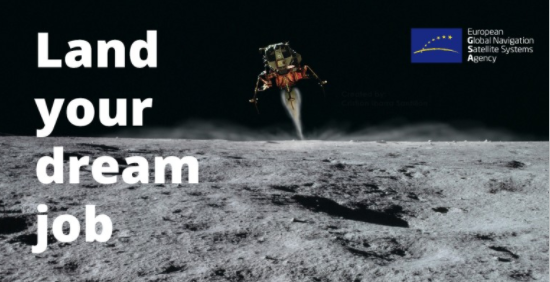 Land
your
dream
job
European
Global Navigation
Satellite Systems
Agency